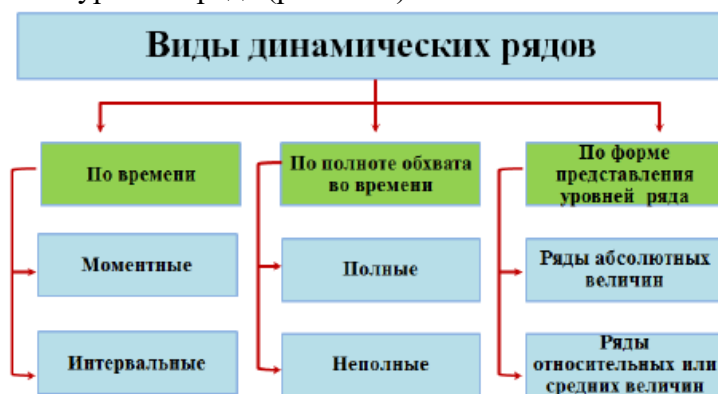 Виды динамических рядов
По времени
Моментные
Интервальные
По полноте обхвата
во времени
Полные
Неполные
По форме
представления
уровней ряда
Ряды абсолютных
величин
Ряды
относительных или
средних величин